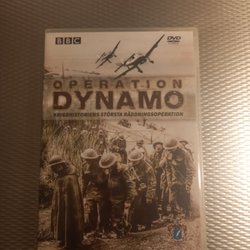 BBC
DVD
OPERATION
DYNAMO
KRIGSHISTORIENS STÖRSTA RÄDDNINGSOPERATION